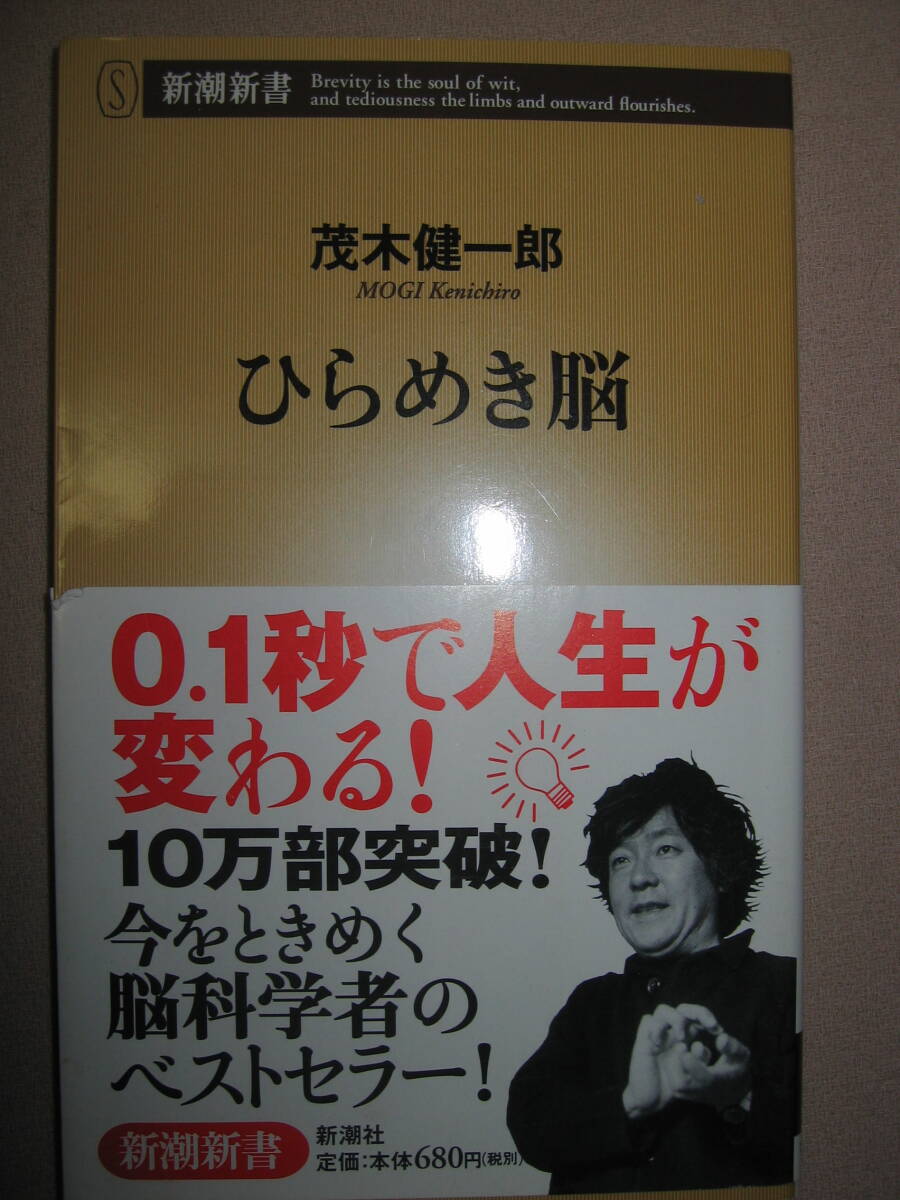 S
新潮新書
Brevity is the soul of wit,
and tediousness the limbs and outward flourishes.
茂木健一郎
MOGI Kenichiro
ひらめき脳
0.1秒で人生が
変わる!
10万部突破!
今をときめく
脳科学者の
ベストセラー!
新潮新書
新潮社
定価:本体680円(税別)